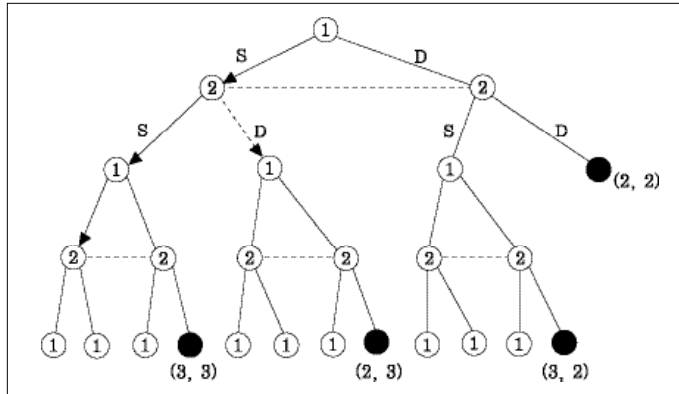 1
S D
2 2
S D S D
1 1 1 (2, 2)
2 2 2 2 2 2
1 1 1 1 1 1 1 1 1
(3, 3) (2, 3) (3, 2)